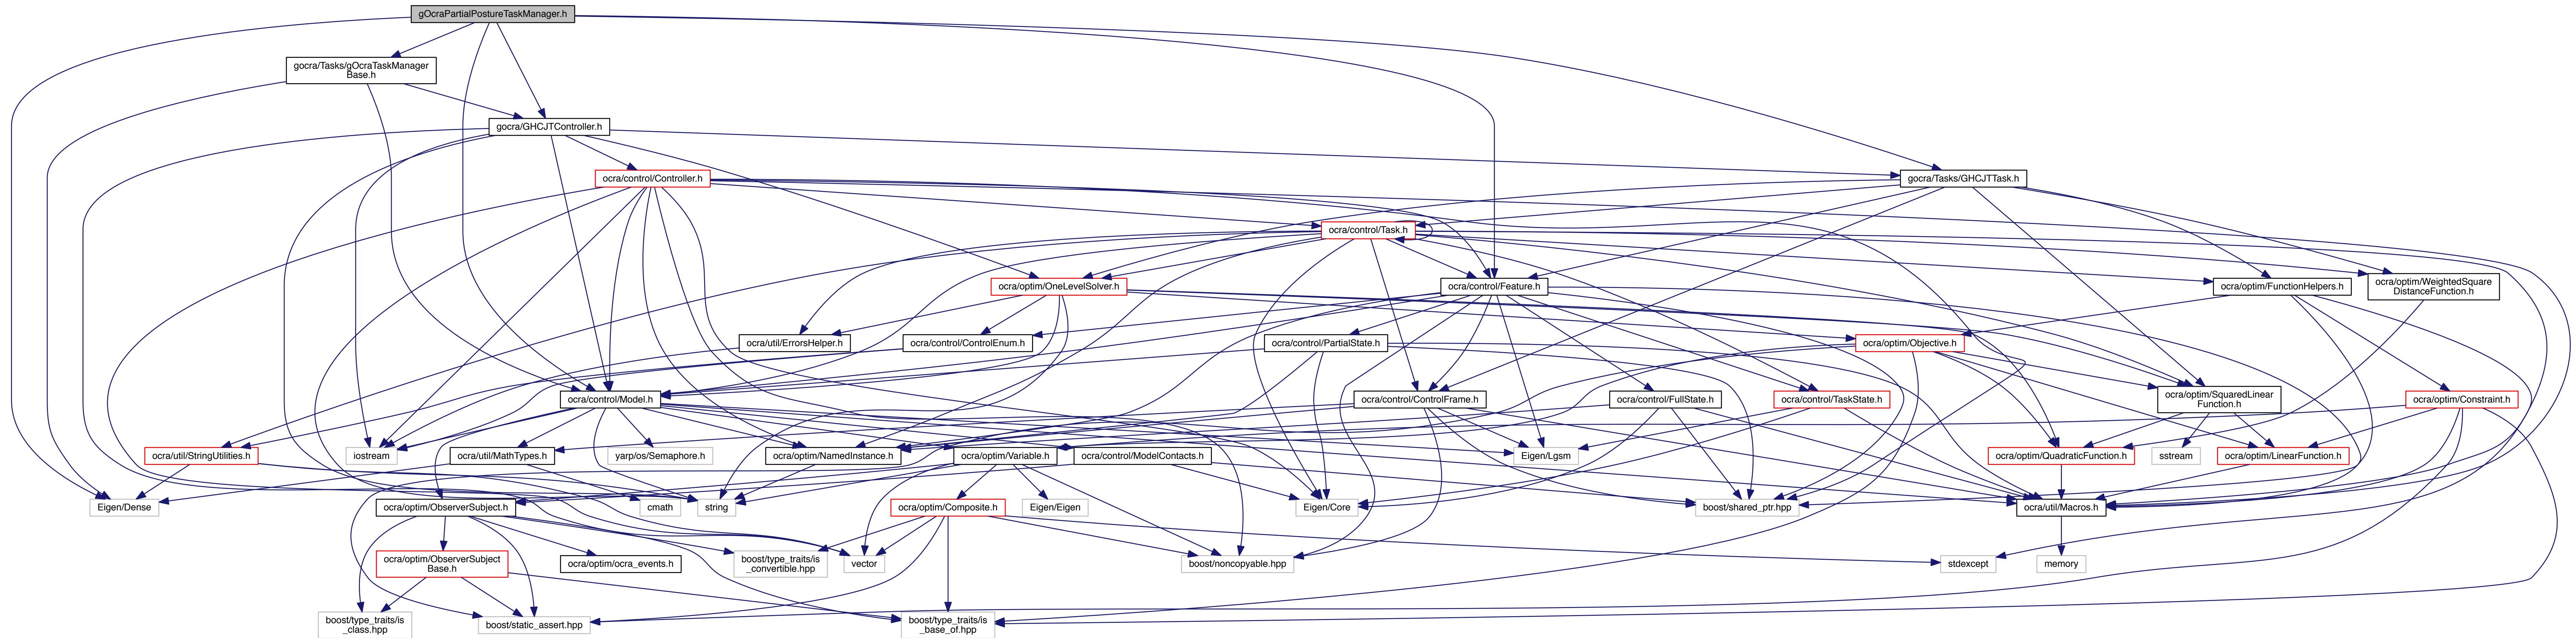 gOcraPartialPostureTaskManager.h
gocra/Tasks/gOcraTaskManager
Base.h
gocra/GHCJTController.h
ocra/control/Controller.h
gocra/Tasks/GHCJTTask.h
ocra/control/Task.h
ocra/optim/OneLevelSolver.h
ocra/control/Feature.h
ocra/optim/FunctionHelpers.h
ocra/optim/WeightedSquare
DistanceFunction.h
ocra/util/ErrorsHelper.h
ocra/control/ControlEnum.h
ocra/control/PartialState.h
ocra/optim/Objective.h
ocra/control/Model.h
ocra/control/ControlFrame.h
ocra/control/FullState.h
ocra/control/TaskState.h
ocra/optim/SquaredLinear
Function.h
ocra/optim/Constraint.h
ocra/util/StringUtilities.h
iostream
ocra/util/MathTypes.h
yarp/os/Semaphore.h
ocra/optim/NamedInstance.h
ocra/optim/Variable.h
ocra/control/ModelContacts.h
Eigen/Lgsm
ocra/optim/QuadraticFunction.h
sstream
ocra/optim/LinearFunction.h
Eigen/Dense
ocra/optim/ObserverSubject.h
cmath
string
ocra/optim/Composite.h
Eigen/Eigen
Eigen/Core
boost/shared_ptr.hpp
ocra/util/Macros.h
ocra/optim/ObserverSubject
Base.h
ocra/optim/ocra_events.h
boost/type_traits/is
_convertible.hpp
vector
boost/noncopyable.hpp
stdexcept
memory
boost/type_traits/is
_class.hpp
boost/static_assert.hpp
boost/type_traits/is
_base_of.hpp